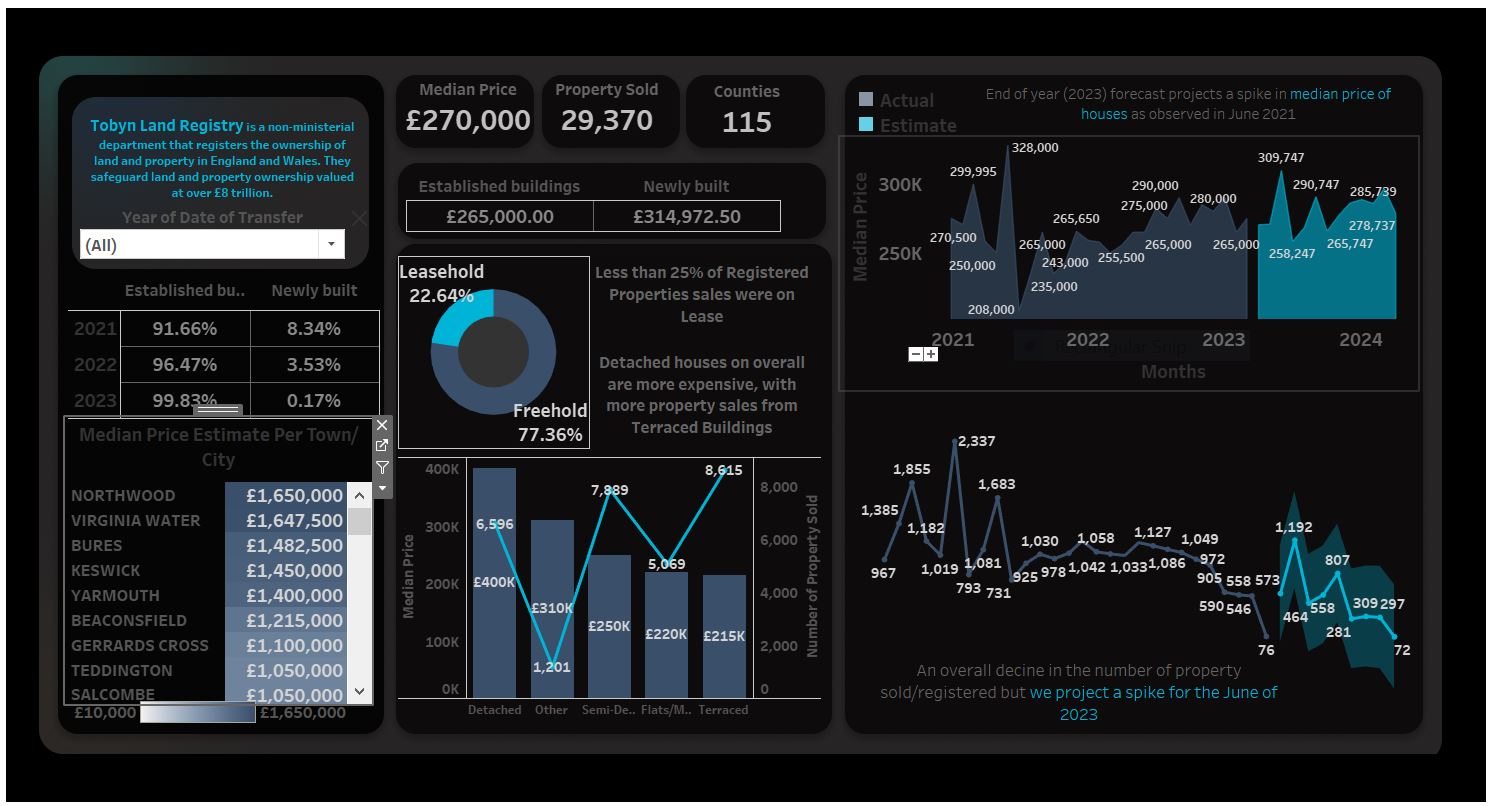 Tobyn Land Registry is a non-ministerial
department that registers the ownership of
land and property in England and Wales. They
safeguard land and property ownership valued
at over £8 trillion.
Year of Date of Transfer
(All)
Established bu.. Newly built
2021 91.66% 8.34%
2022 96.47% 3.53%
2023 99.83% 0.17%
Median Price Estimate Per Town/
City
NORTHWOOD £1,650,000
VIRGINIA WATER £1,647,500
BURES £1,482,500
KESWICK £1,450,000
YARMOUTH £1,400,000
BEACONSFIELD £1,215,000
GERRARDS CROSS £1,100,000
TEDDINGTON £1,050,000
SALCOMBE £1,050,000
£10,000 £1,650,000
Median Price
£270,000
Property Sold
29,370
Counties
115
Established buildings Newly built
£265,000.00 £314,972.50
Leasehold
22.64%
Freehold
77.36%
Less than 25% of Registered
Properties sales were on
Lease
Detached houses on overall
are more expensive, with
more property sales from
Terraced Buildings
Median Price
400K
300K
200K
100K
0K
6,596
7,889
5,069
8,615
1,201
£400K
£310K
£250K
£220K
£215K
8,000
6,000
4,000
2,000
0
Number of Property Sold
Detached Other Semi-De.. Flats/M.. Terraced
Actual
Estimate
End of year (2023) forecast projects a spike in median price of
houses as observed in June 2021
Median Price
300K
250K
270,500
250,000
299,995
328,000
208,000
265,000
235,000
243,000
265,650
255,500
275,000
290,000
265,000
280,000
265,000
309,747
258,247
290,747
265,747
285,739
278,737
2021 2022 2023 2024
Rectangular Snip
Months
967
1,385
1,855
1,182
1,019
2,337
793
1,081
1,683
731
925
1,030
978
1,058
1,042
1,033
1,127
1,086
1,049
972
905
590
558
546
573
76
1,192
464
558
807
281
309
297
72
An overall decine in the number of property
sold/registered but we project a spike for the June of
2023